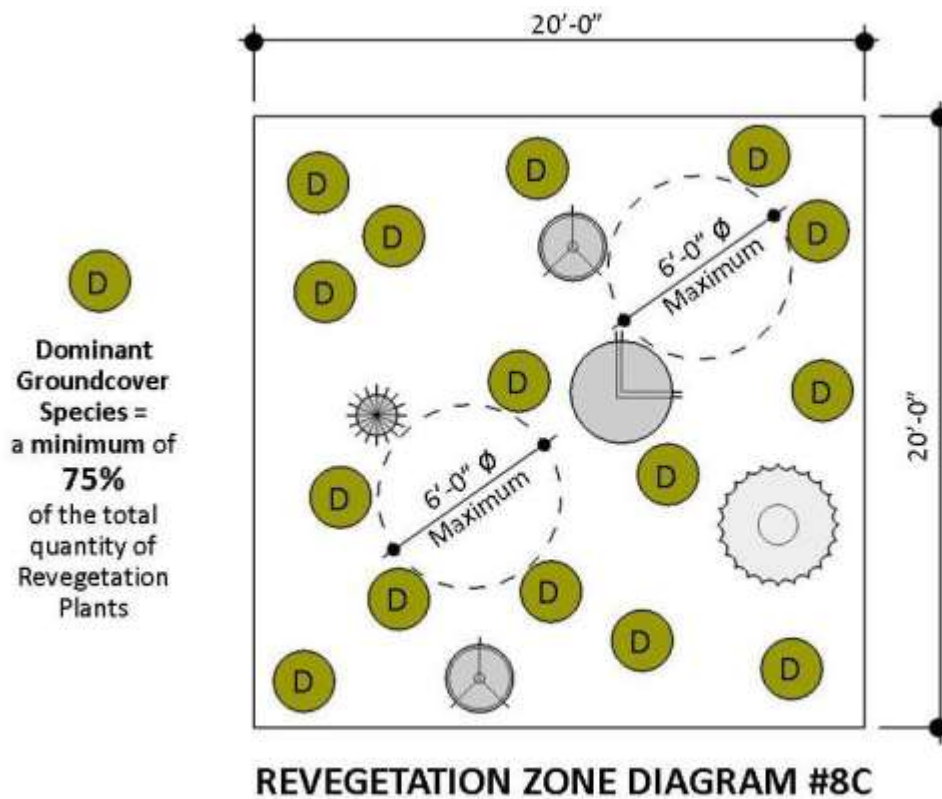 20'-0"
D
D
D
D
D
D
6'-0" Ø
Maximum
D
D
Dominant
Groundcover
Species =
a minimum of
75%
of the total
quantity of
Revegetation
Plants
D
D
D
6'-0" Ø
Maximum
D
20'-0"
D
D
D
D
D
REVEGETATION ZONE DIAGRAM #8C